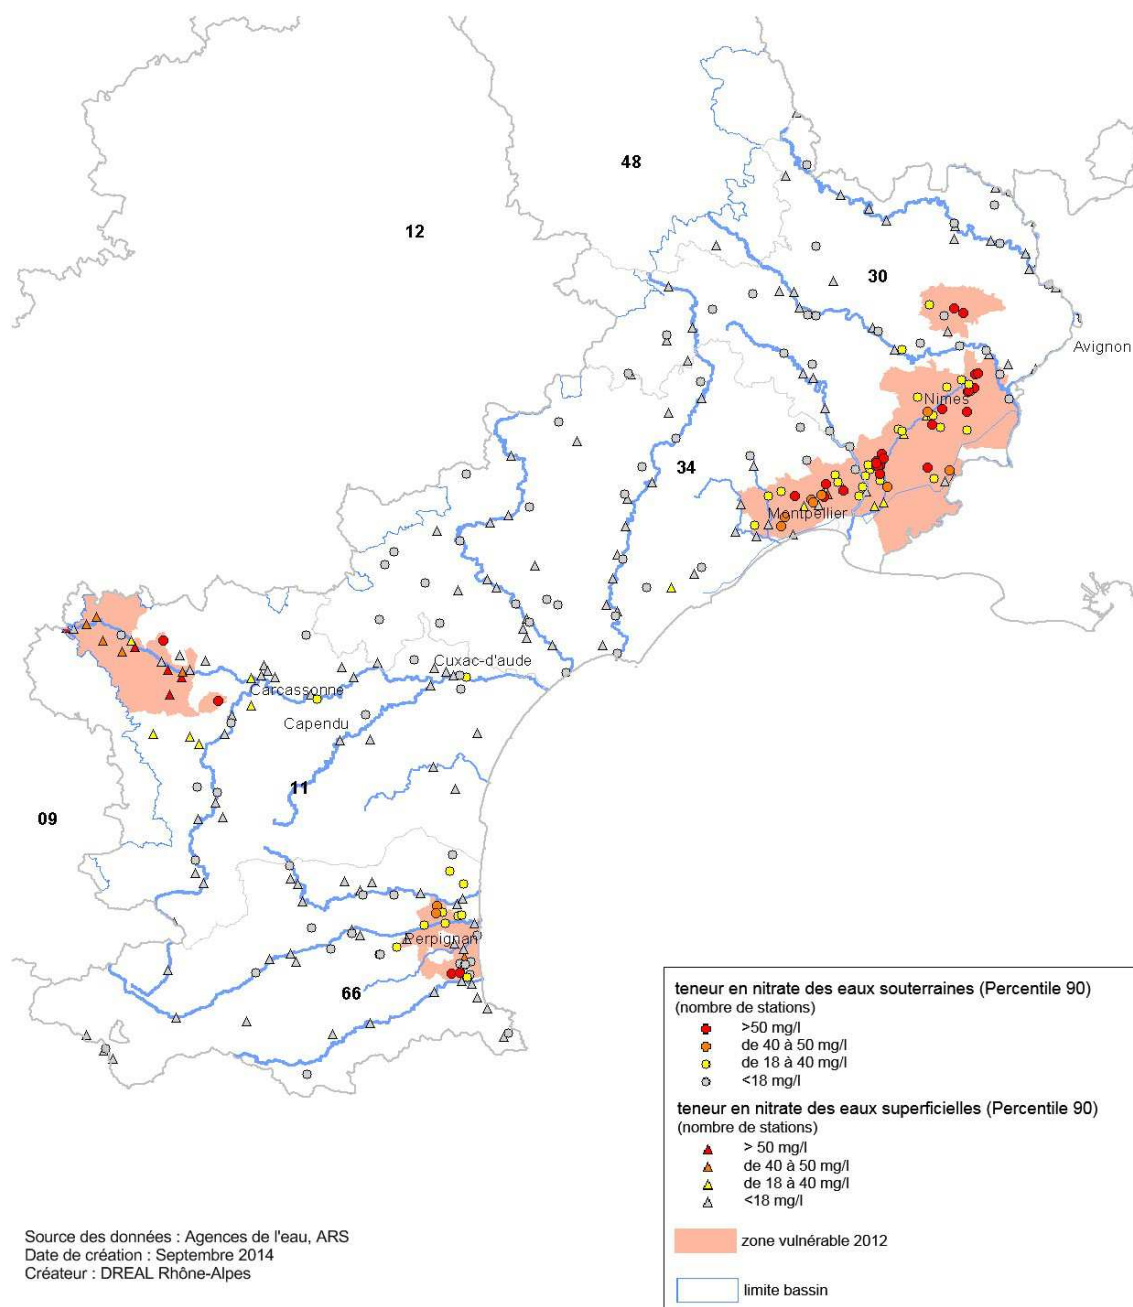 48
12
30
Avignon
Nimes
34
Montpellier
Cuxac-d'aude
Carcassonne
Capendu
11
09
Perpignan
66
teneur en nitrate des eaux souterraines (Percentile 90)
(nombre de stations)
>50 mg/l
de 40 à 50 mg/l
de 18 à 40 mg/l
<18 mg/l
teneur en nitrate des eaux superficielles (Percentile 90)
(nombre de stations)
> 50 mg/l
de 40 à 50 mg/l
de 18 à 40 mg/l
<18 mg/l
zone vulnérable 2012
limite bassin
Source des données : Agences de l'eau, ARS
Date de création : Septembre 2014
Créateur : DREAL Rhône-Alpes